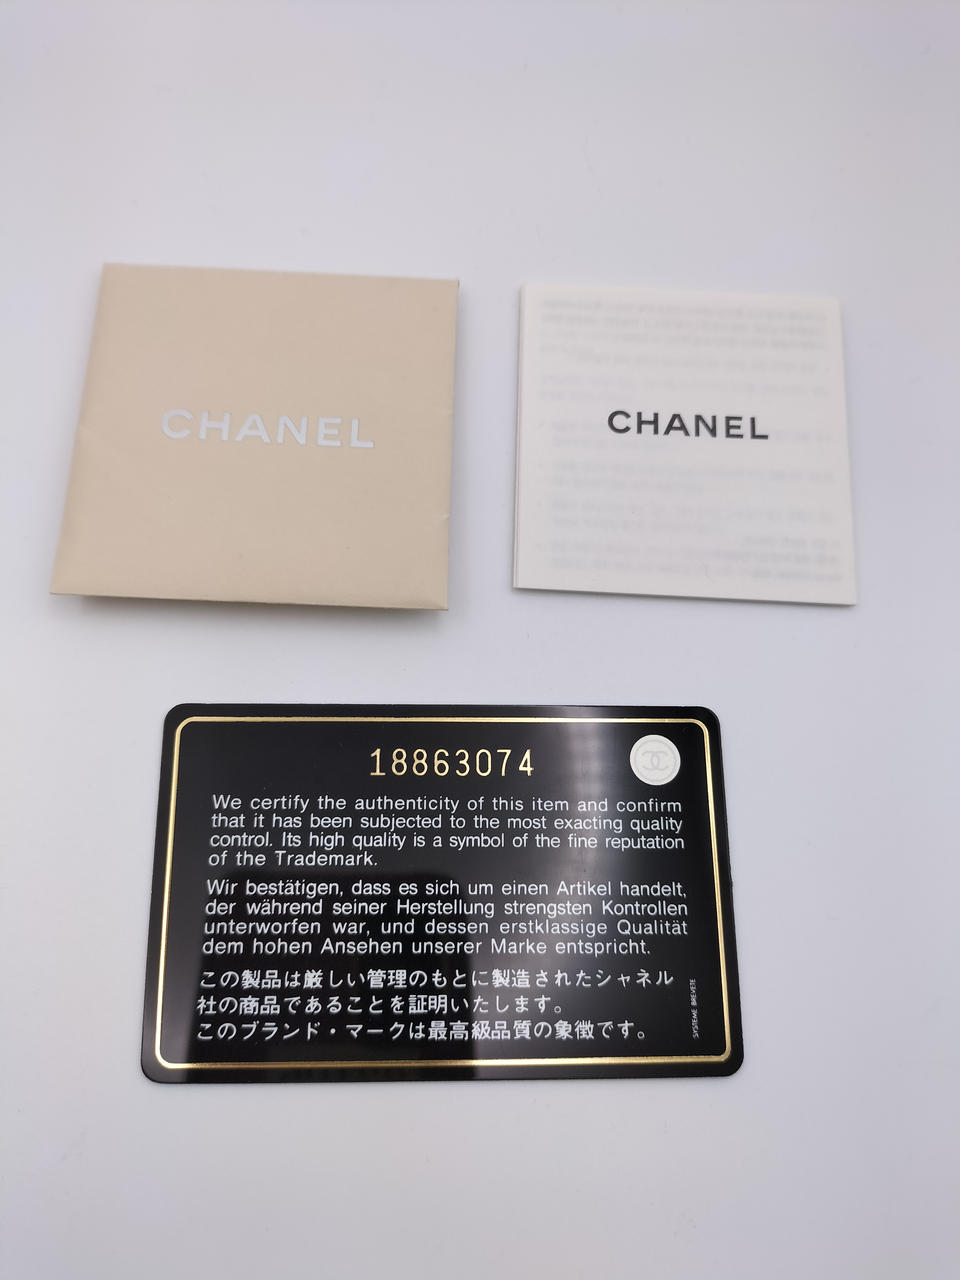 CHANEL
CHANEL
18863074
We certify the authenticity of this item and confirm
that it has been subjected to the most exacting quality
control. Its high quality is a symbol of the fine reputation
of the Trademark.
Wir bestätigen, dass es sich um einen Artikel handelt,
der während seiner Herstellung strengsten Kontrollen
unterworfen war, und dessen erstklassige Qualität
dem hohen Ansehen unserer Marke entspricht.
この製品は厳しい管理のもとに製造されたシャネル
社の商品であることを証明いたします。
このブランド・マークは最高級品質の象徴です。
SYSTEME BREVETE